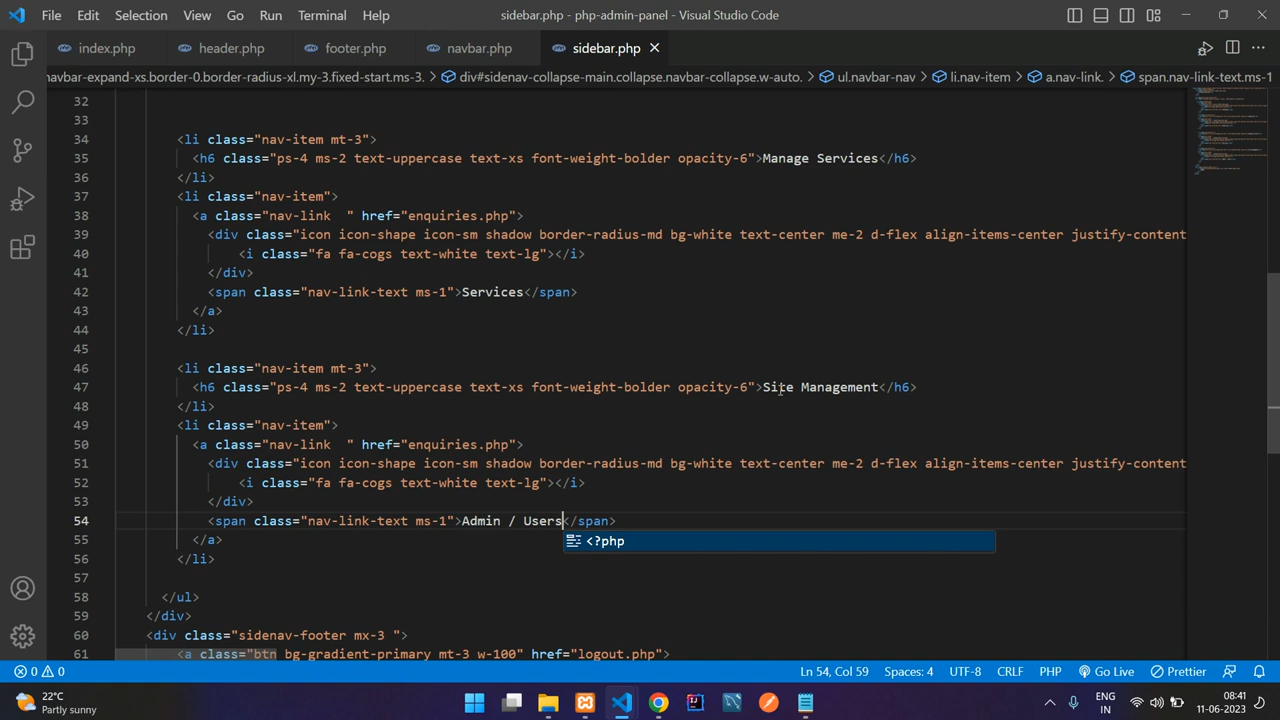 File Edit Selection View Go Run Terminal Help sidebar.php - php-admin-panel - Visual Studio Code
index.php header.php footer.php navbar.php sidebar.php
navbar-expand-xs.border-0.border-radius-xl.my-3.fixed-start.ms-3. div#sidenav-collapse-main.collapse.navbar-collapse.w-auto. ul.navbar-nav li.nav-item a.nav-link. span.nav-link-text.ms-1
32
33
34 <li class="nav-item mt-3">
35 <h6 class="ps-4 ms-2 text-uppercase text-xs font-weight-bolder opacity-6">Manage Services</h6>
36 </li>
37 <li class="nav-item">
38 <a class="nav-link  " href="enquiries.php">
39 <div class="icon icon-shape icon-sm shadow border-radius-md bg-white text-center me-2 d-flex align-items-center justify-content
40 <i class="fa fa-cogs text-white text-lg"></i>
41 </div>
42 <span class="nav-link-text ms-1">Services</span>
43 </a>
44 </li>
45
46 <li class="nav-item mt-3">
47 <h6 class="ps-4 ms-2 text-uppercase text-xs font-weight-bolder opacity-6">Site Management</h6>
48 </li>
49 <li class="nav-item">
50 <a class="nav-link  " href="enquiries.php">
51 <div class="icon icon-shape icon-sm shadow border-radius-md bg-white text-center me-2 d-flex align-items-center justify-content
52 <i class="fa fa-cogs text-white text-lg"></i>
53 </div>
54 <span class="nav-link-text ms-1">Admin / Users</span>
<?php
55 </a>
56 </li>
57
58 </ul>
59 </div>
60 <div class="sidenav-footer mx-3 ">
61 <a class="btn bg-gradient-primary mt-3 w-100" href="logout.php">
0 0 Ln 54, Col 59 Spaces: 4 UTF-8 CRLF PHP Go Live Prettier
22°C
Partly sunny
ENG
IN
08:41
11-06-2023